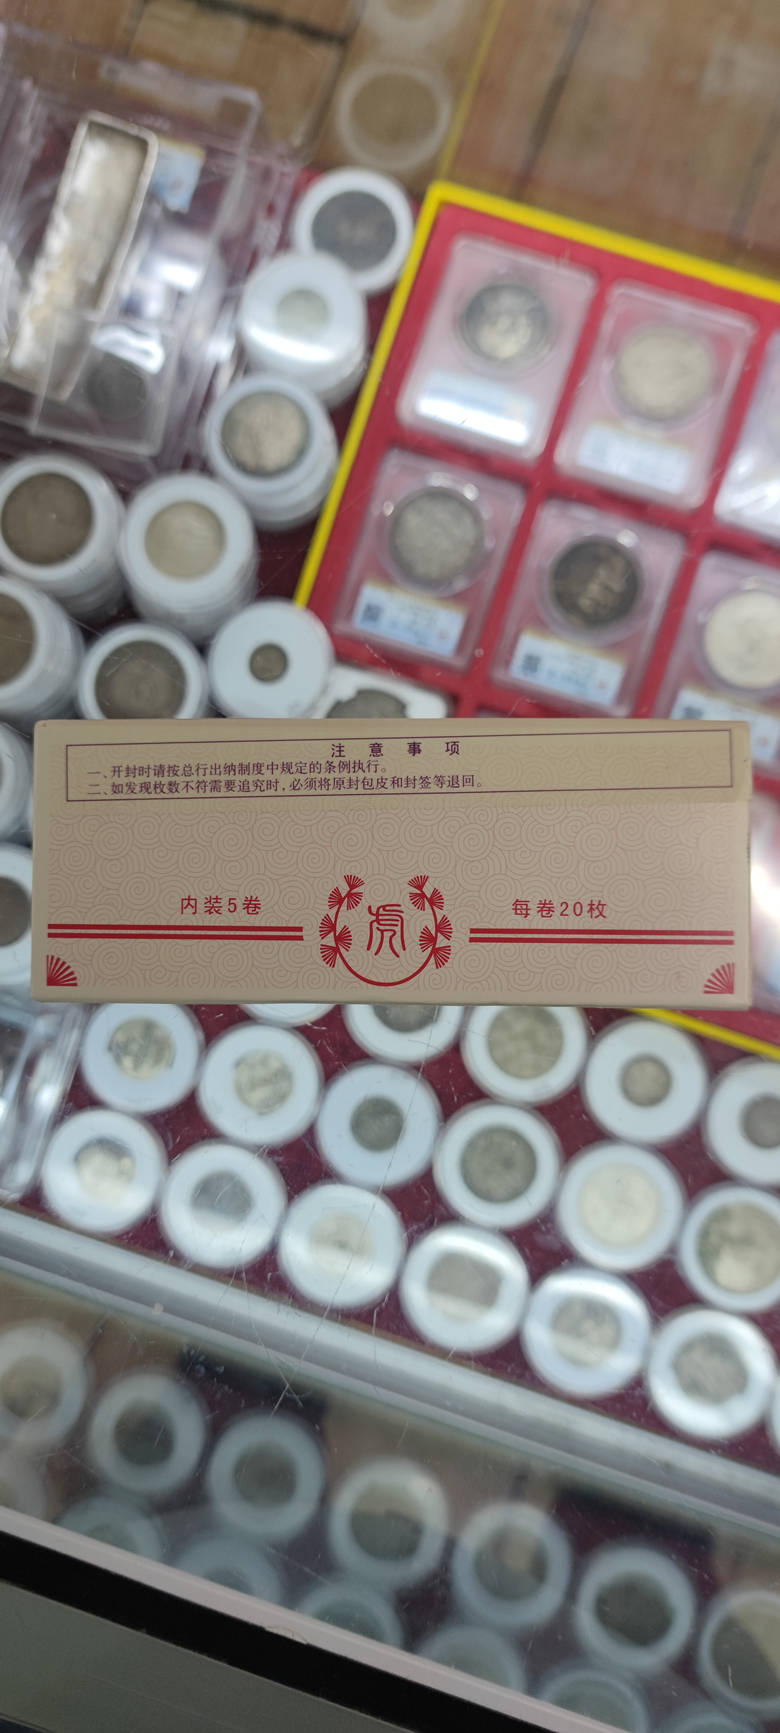 注意事项
一、开封时请按总行出纳制度中规定的条例执行。
二、如发现枚数不符需要追究时，必须将原封包皮和封签等退回。
内装5卷
虎
每卷20枚